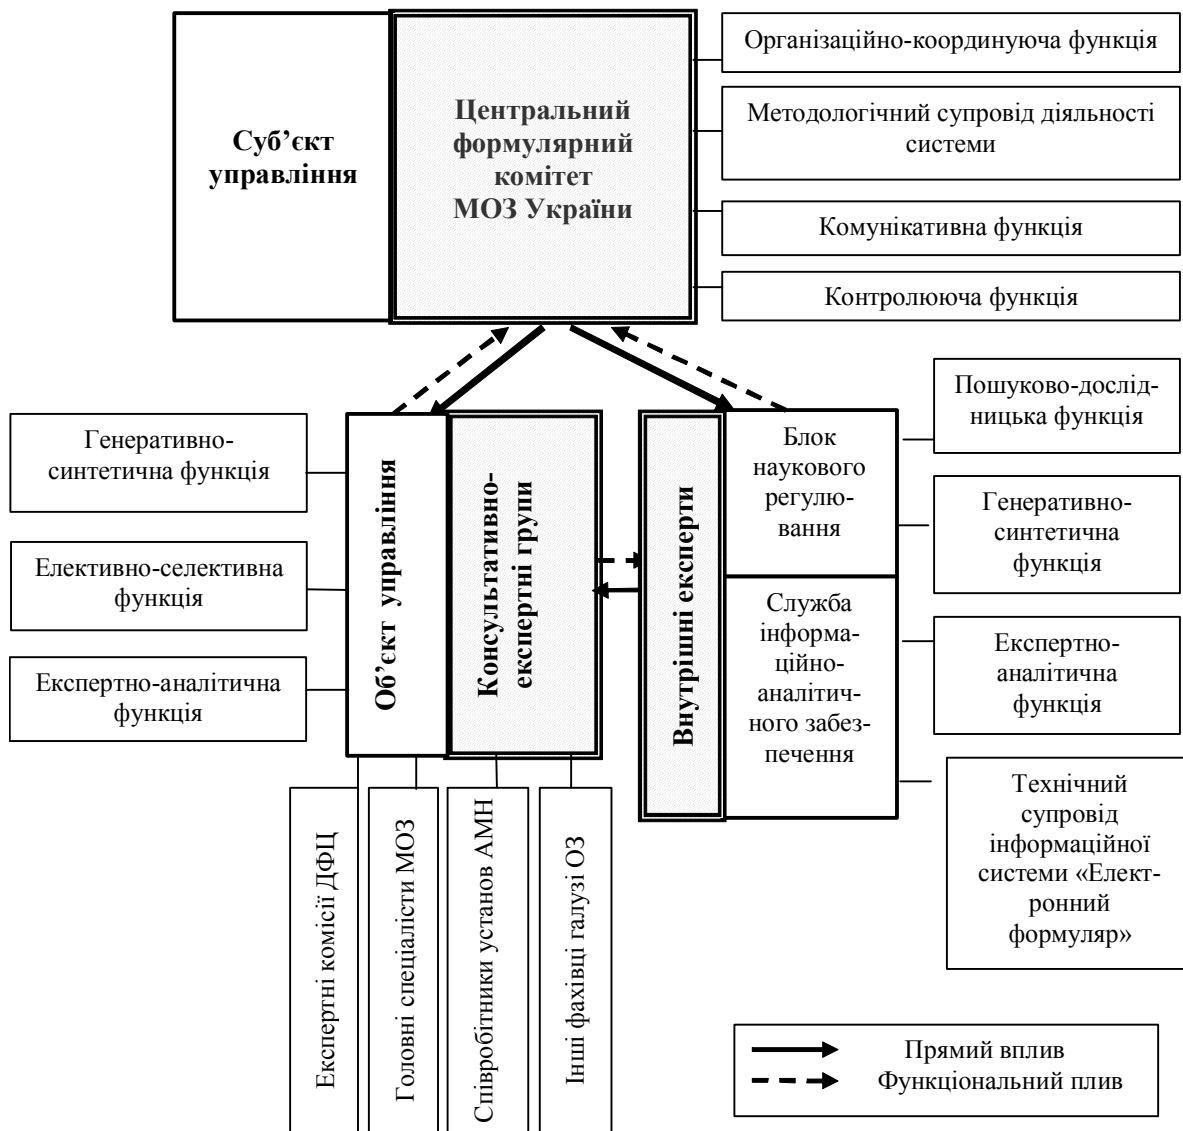 Суб’єкт
управління
Центральний
формулярний
комітет
МОЗ України
Організаційно-координуюча функція
Методологічний супровід діяльності
системи
Комунікативна функція
Контролююча функція
Генеративно-
синтетична функція
Елективно-селективна
функція
Експертно-аналітична
функція
Об’єкт управління
Консультативно-
експертні групи
Внутрішні експерти
Блок
наукового
регулю-
вання
Служба
інформа-
ційно-
аналітич-
ного забез-
печення
Пошуково-дослід-
ницька функція
Генеративно-
синтетична
функція
Експертно-
аналітична
функція
Технічний
супровід
інформаційної
системи «Елект-
ронний
формуляр»
Експертні комісії ДФЦ
Головні спеціалісти МОЗ
Співробітники установ АМН
Інші фахівці галузі ОЗ
Прямий вплив
Функціональний плив